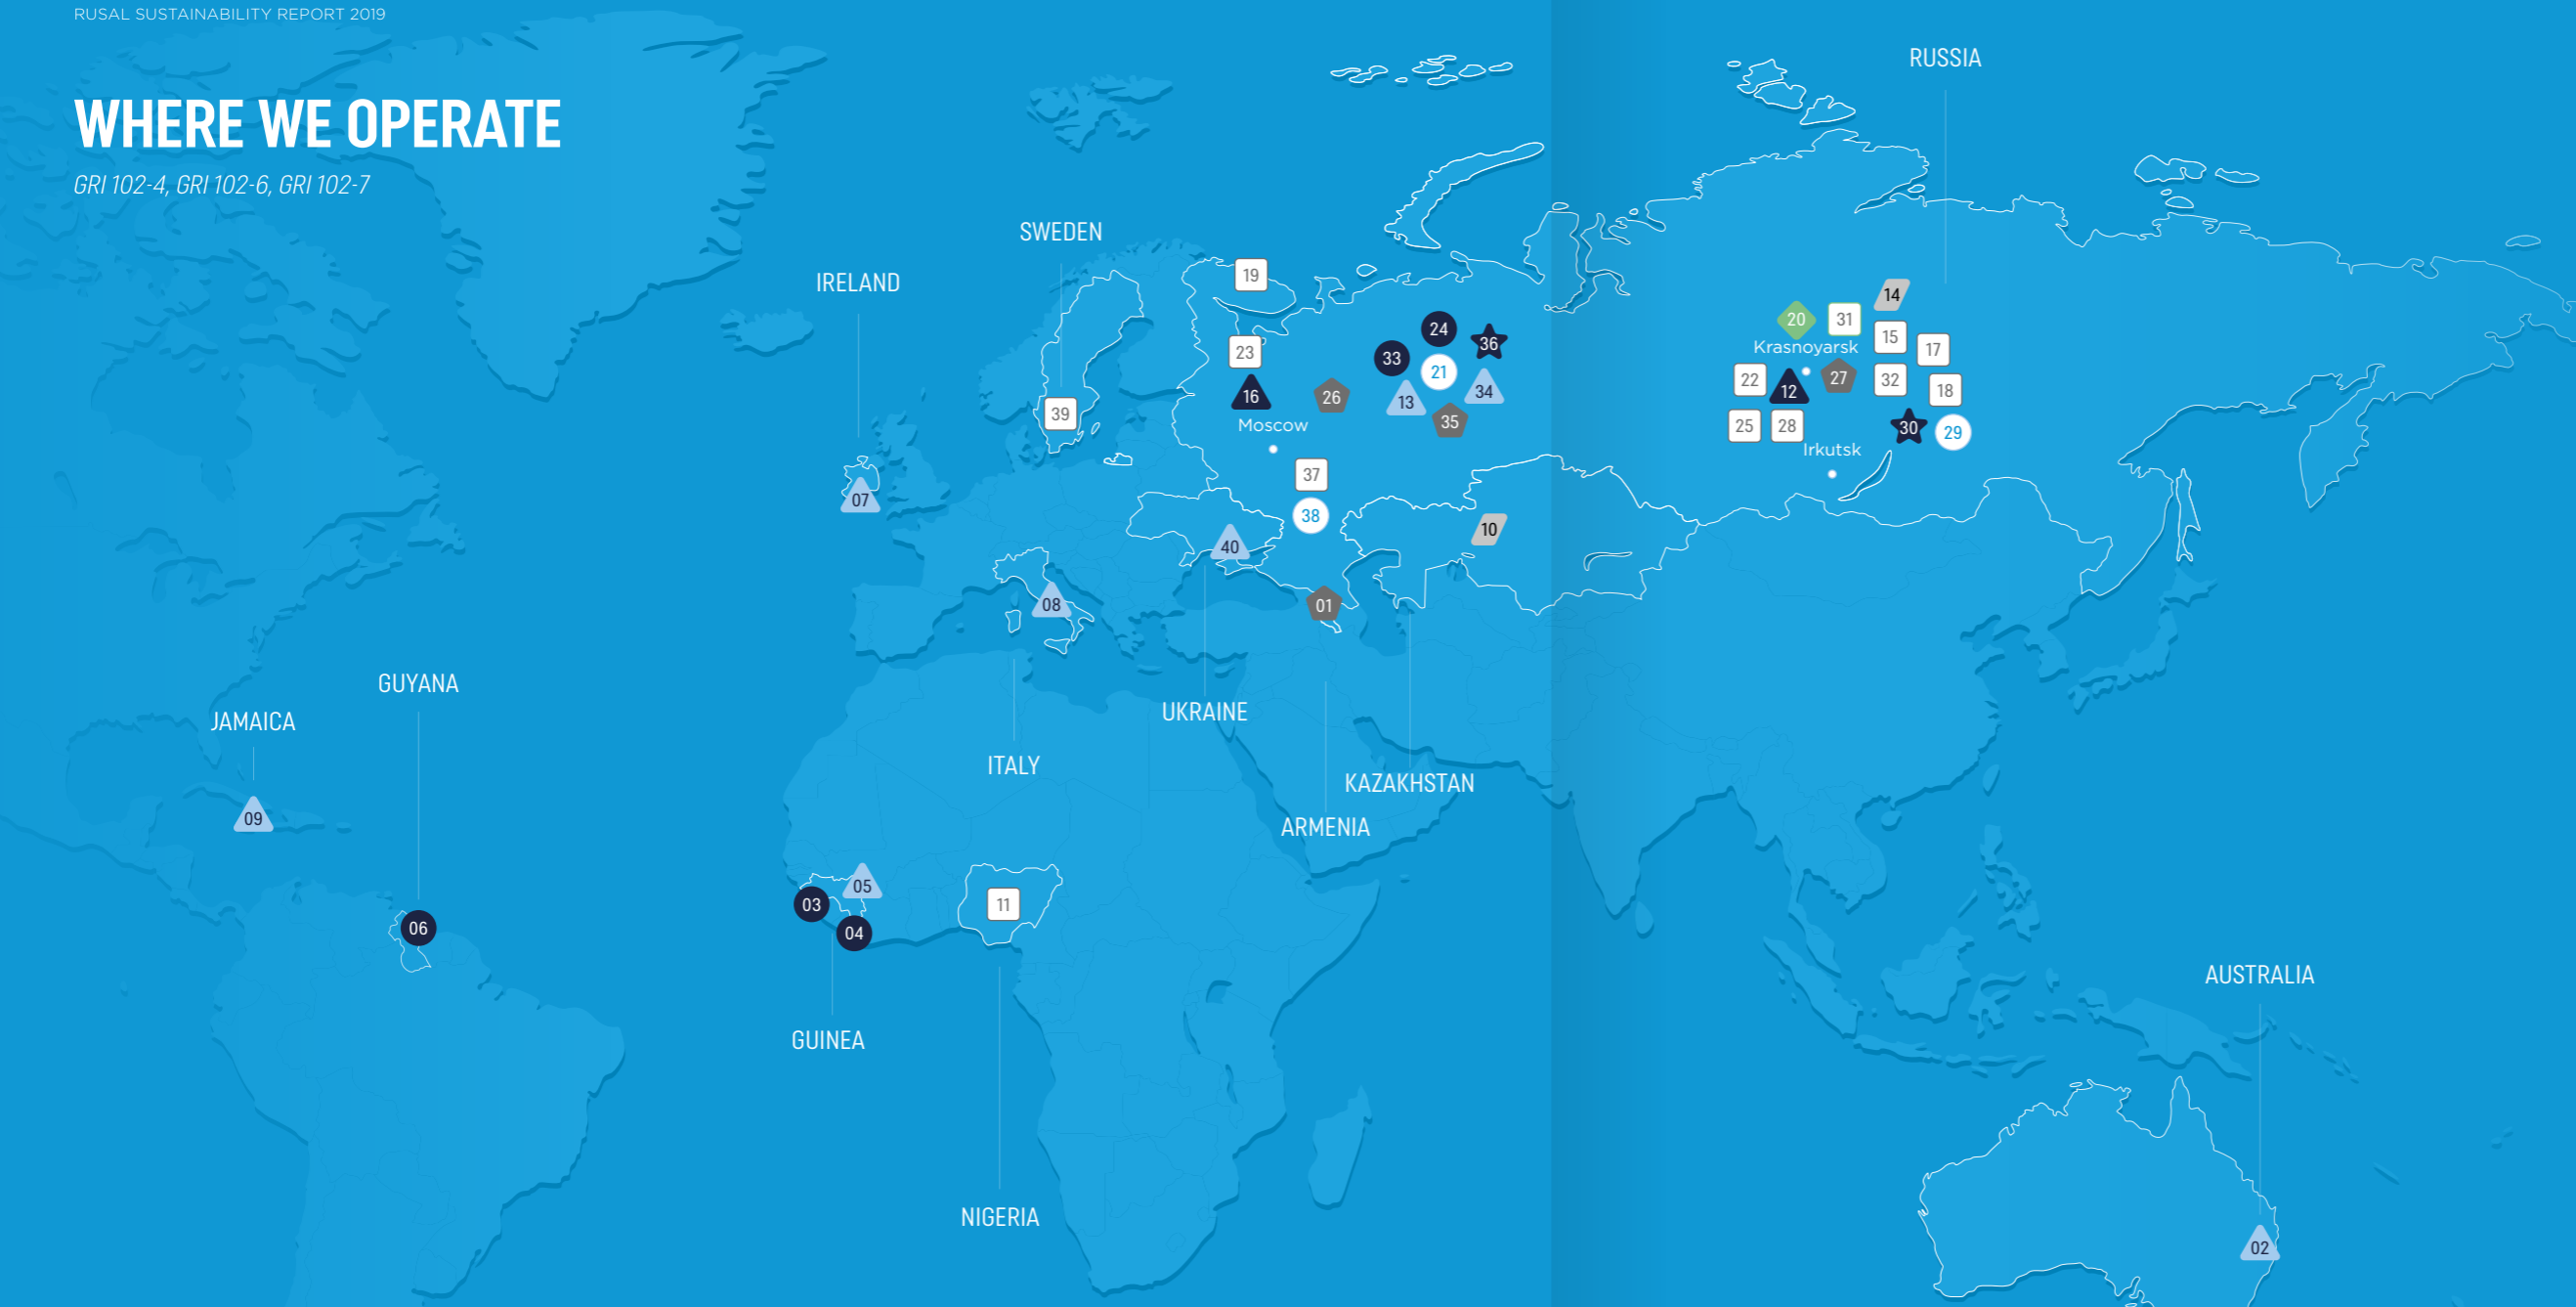 RUSAL SUSTAINABILITY REPORT 2019
WHERE WE OPERATE
GRI 102-4, GRI 102-6, GRI 102-7
RUSSIA
SWEDEN
IRELAND
19
14
20
31
15
17
24
36
33
21
23
Krasnoyarsk
22
12
27
32
18
16
26
13
34
35
39
Moscow
25
28
30
29
Irkutsk
37
07
38
10
40
08
01
GUYANA
JAMAICA
UKRAINE
ITALY
KAZAKHSTAN
09
ARMENIA
05
03
04
11
06
AUSTRALIA
GUINEA
NIGERIA
02